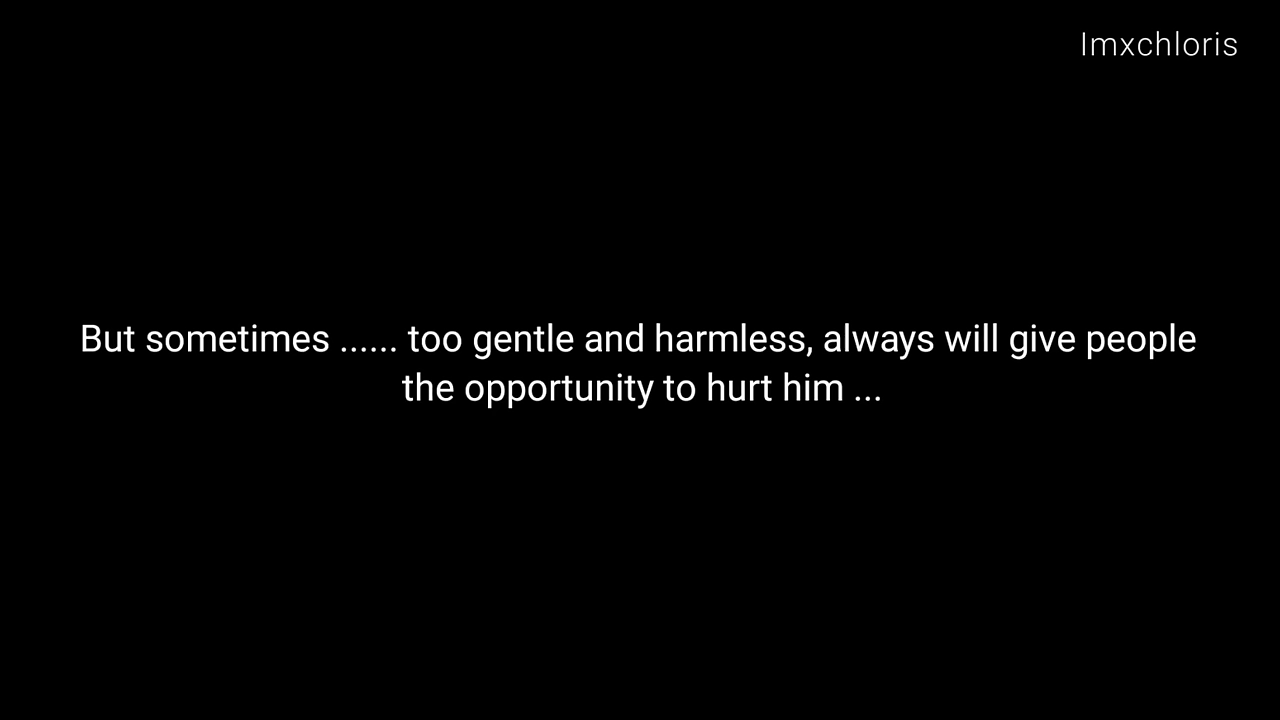 Imxchloris
But sometimes ...... too gentle and harmless, always will give people
the opportunity to hurt him ...